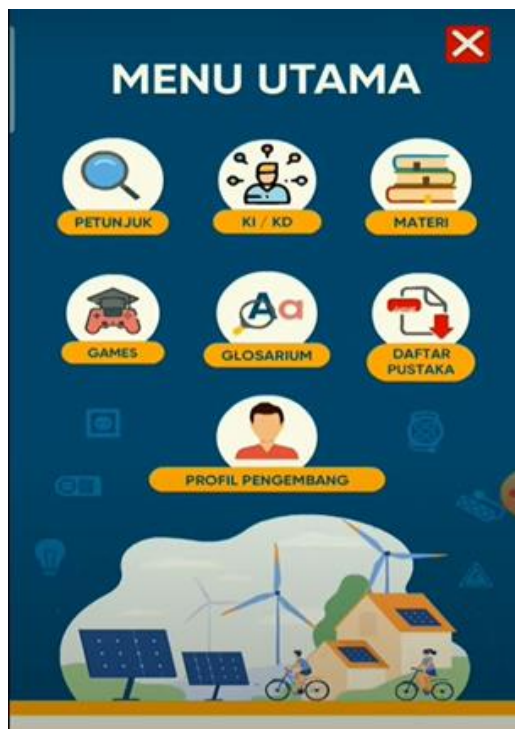 MENU UTAMA
PETUNJUK
KI / KD
MATERI
GAMES
GLOSARIUM
DAFTAR
PUSTAKA
PROFIL PENGEMBANG